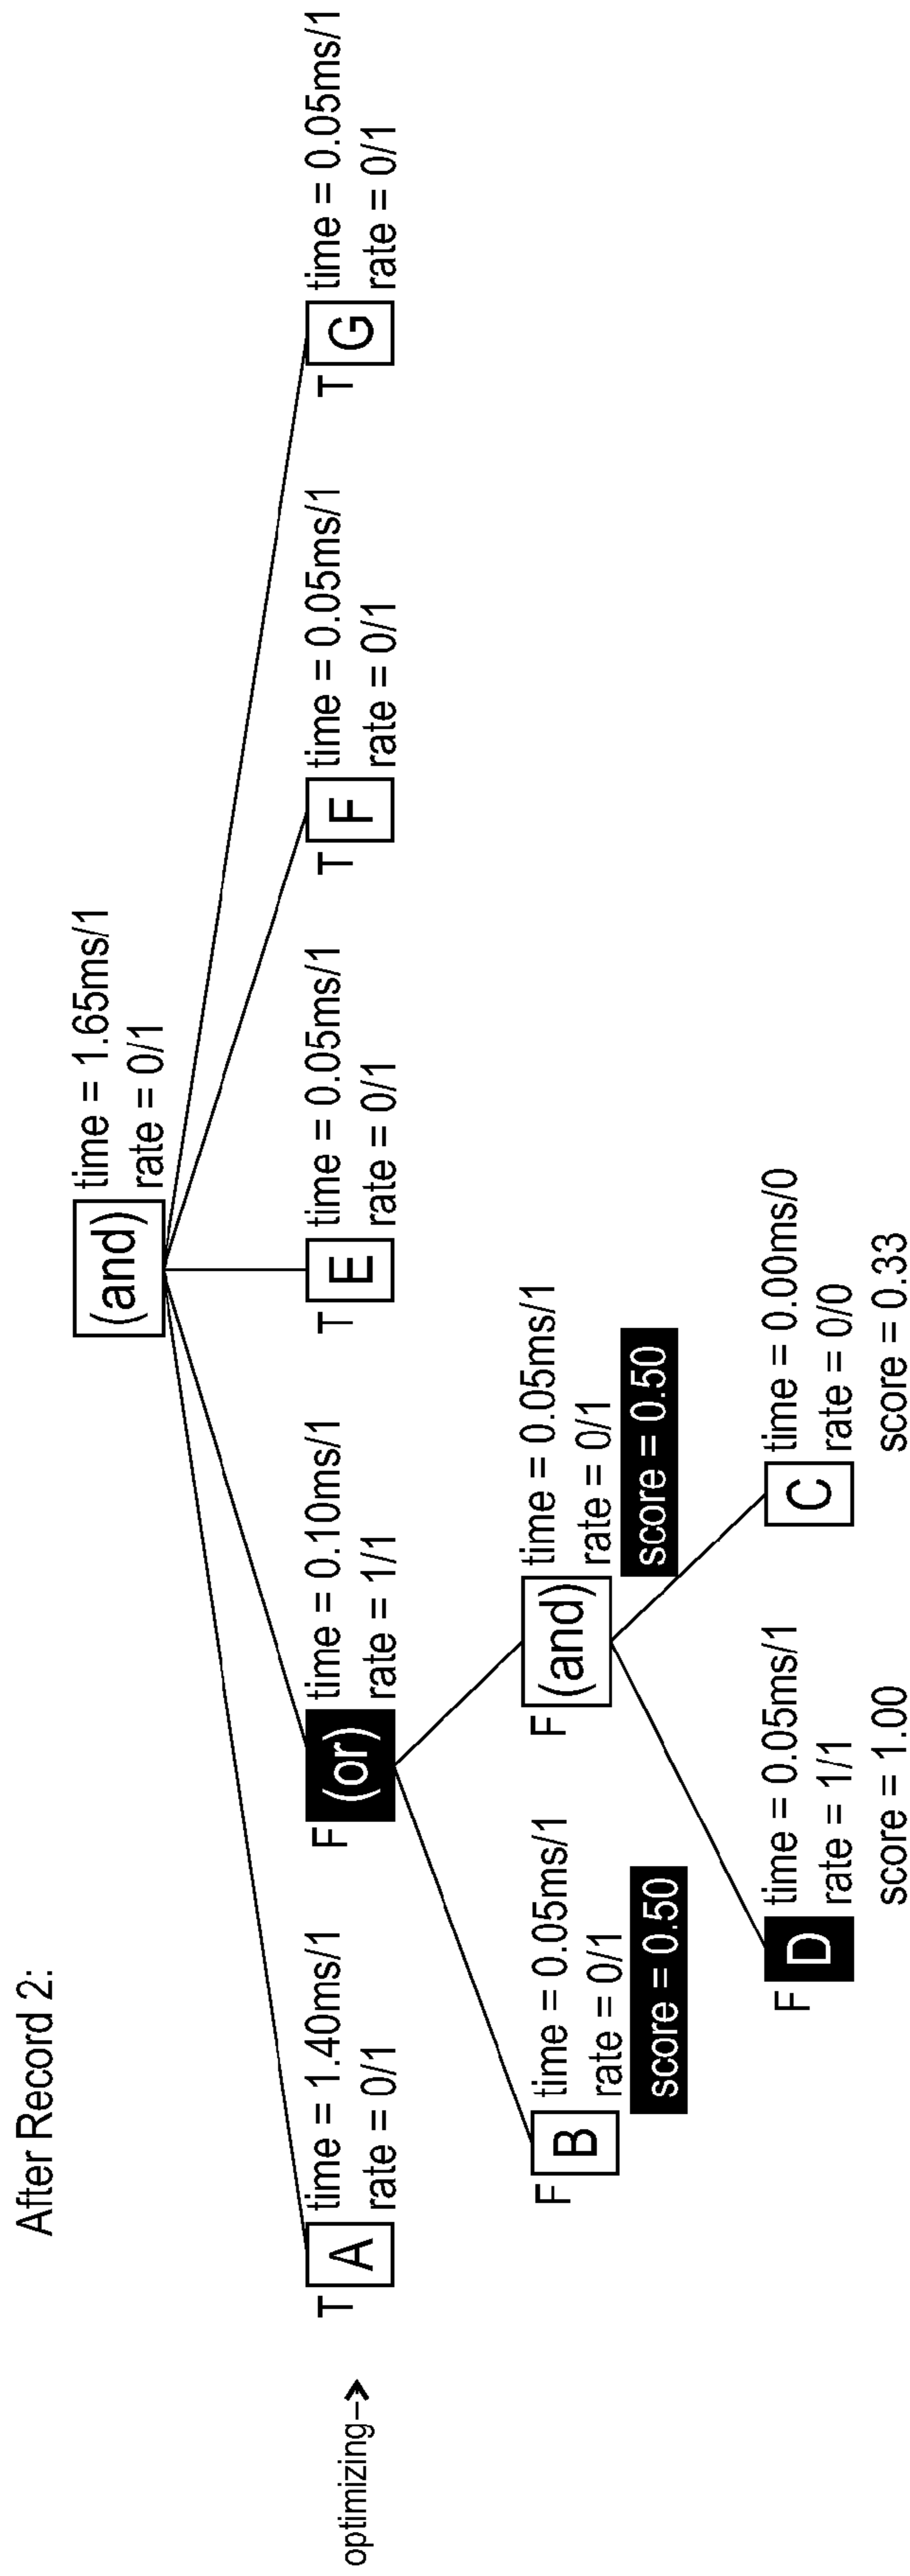 After Record 2:
(and)
time = 1.65ms/1
rate = 0/1
optimizing→
T
A
time = 1.40ms/1
rate = 0/1
F
(or)
time = 0.10ms/1
rate = 1/1
T
E
time = 0.05ms/1
rate = 0/1
T
F
time = 0.05ms/1
rate = 0/1
T
G
time = 0.05ms/1
rate = 0/1
F
B
time = 0.05ms/1
rate = 0/1
score = 0.50
F
(and)
time = 0.05ms/1
rate = 0/1
score = 0.50
F
D
time = 0.05ms/1
rate = 1/1
score = 1.00
C
time = 0.00ms/0
rate = 0/0
score = 0.33